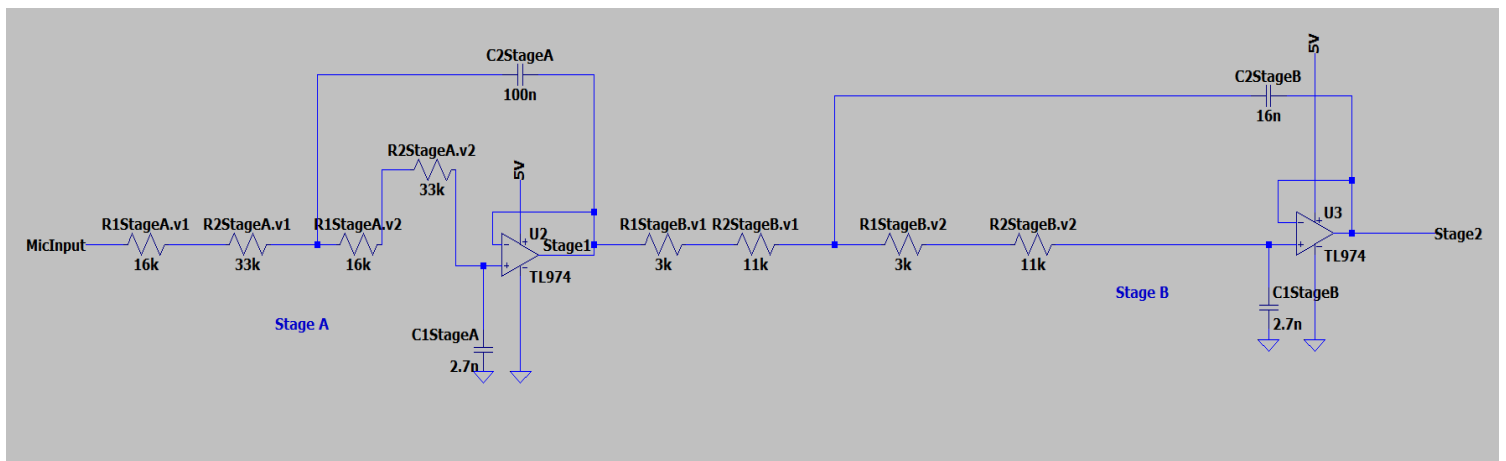 C2StageA
100n
R2StageA.v2
33k
5V
R1StageA.v1
R2StageA.v1
R1StageA.v2
MicInput
16k
33k
16k
U2
Stage1
TL974
C1StageA
2.7n
Stage A
R1StageB.v1
R2StageB.v1
3k
11k
R1StageB.v2
R2StageB.v2
3k
11k
5V
C2StageB
16n
U3
TL974
Stage2
C1StageB
2.7n
Stage B